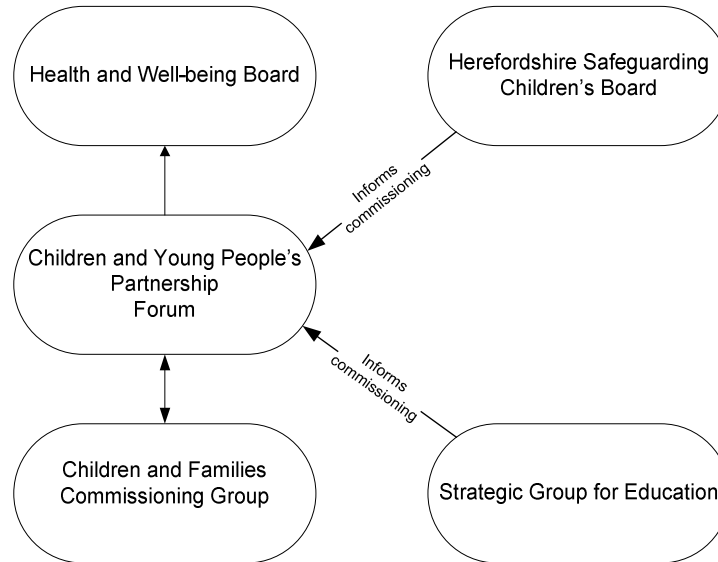 Health and Well-being Board
Herefordshire Safeguarding
Children's Board
Informs
commissioning
Children and Young People's
Partnership
Forum
Informs
commissioning
Children and Families
Commissioning Group
Strategic Group for Education